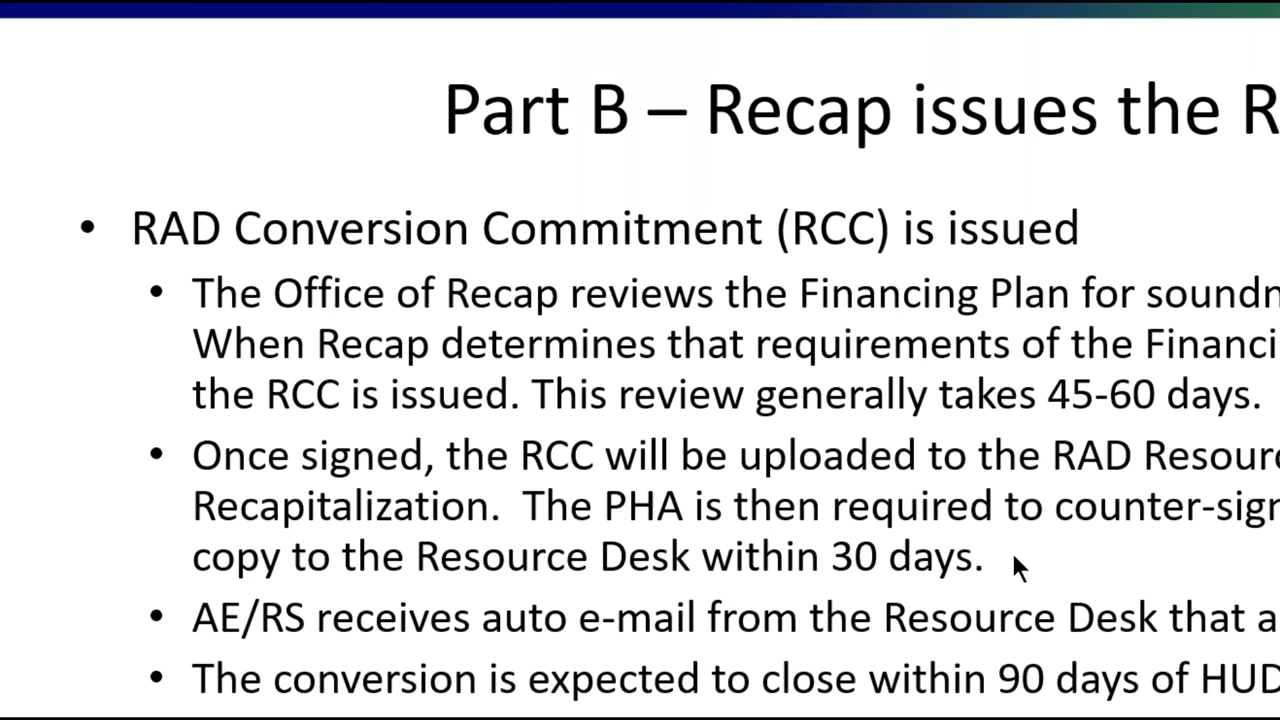 Part B – Recap issues the R
• RAD Conversion Commitment (RCC) is issued
• The Office of Recap reviews the Financing Plan for soundn
When Recap determines that requirements of the Financi
the RCC is issued. This review generally takes 45-60 days.
• Once signed, the RCC will be uploaded to the RAD Resourc
Recapitalization.  The PHA is then required to counter-sign
copy to the Resource Desk within 30 days.
• AE/RS receives auto e-mail from the Resource Desk that a
• The conversion is expected to close within 90 days of HUD